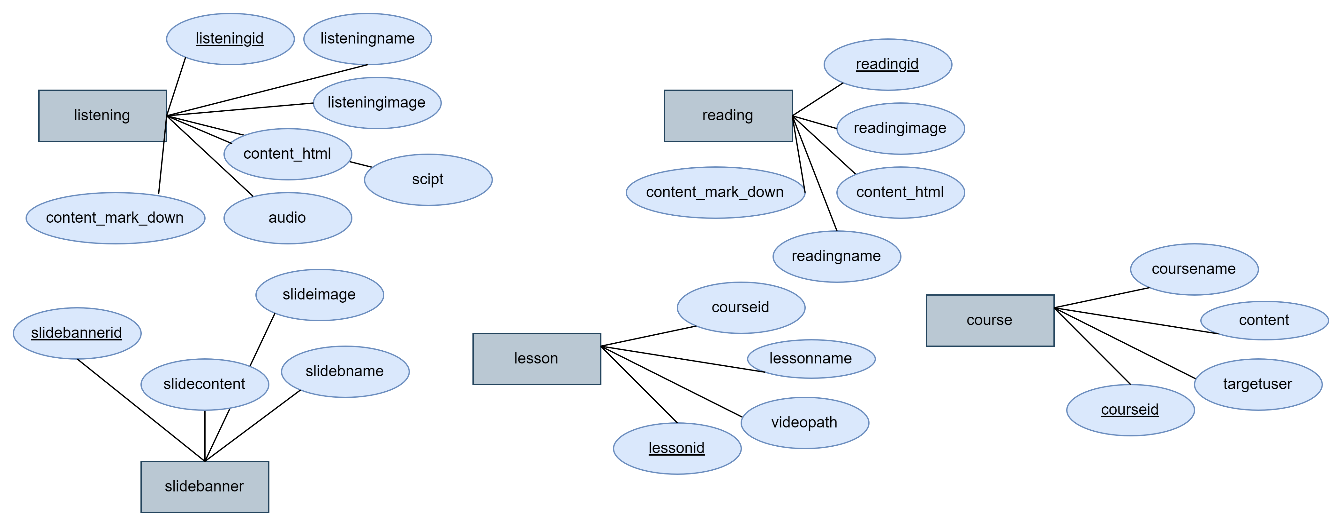 listeningid
listeningname
listening
listeningimage
content_html
scipt
content_mark_down
audio
readingid
reading
readingimage
content_mark_down
content_html
readingname
slideimage
slidebannerid
slidecontent
slidebname
slidebanner
courseid
lesson
lessonname
videopath
lessonid
coursename
course
content
targetuser
courseid